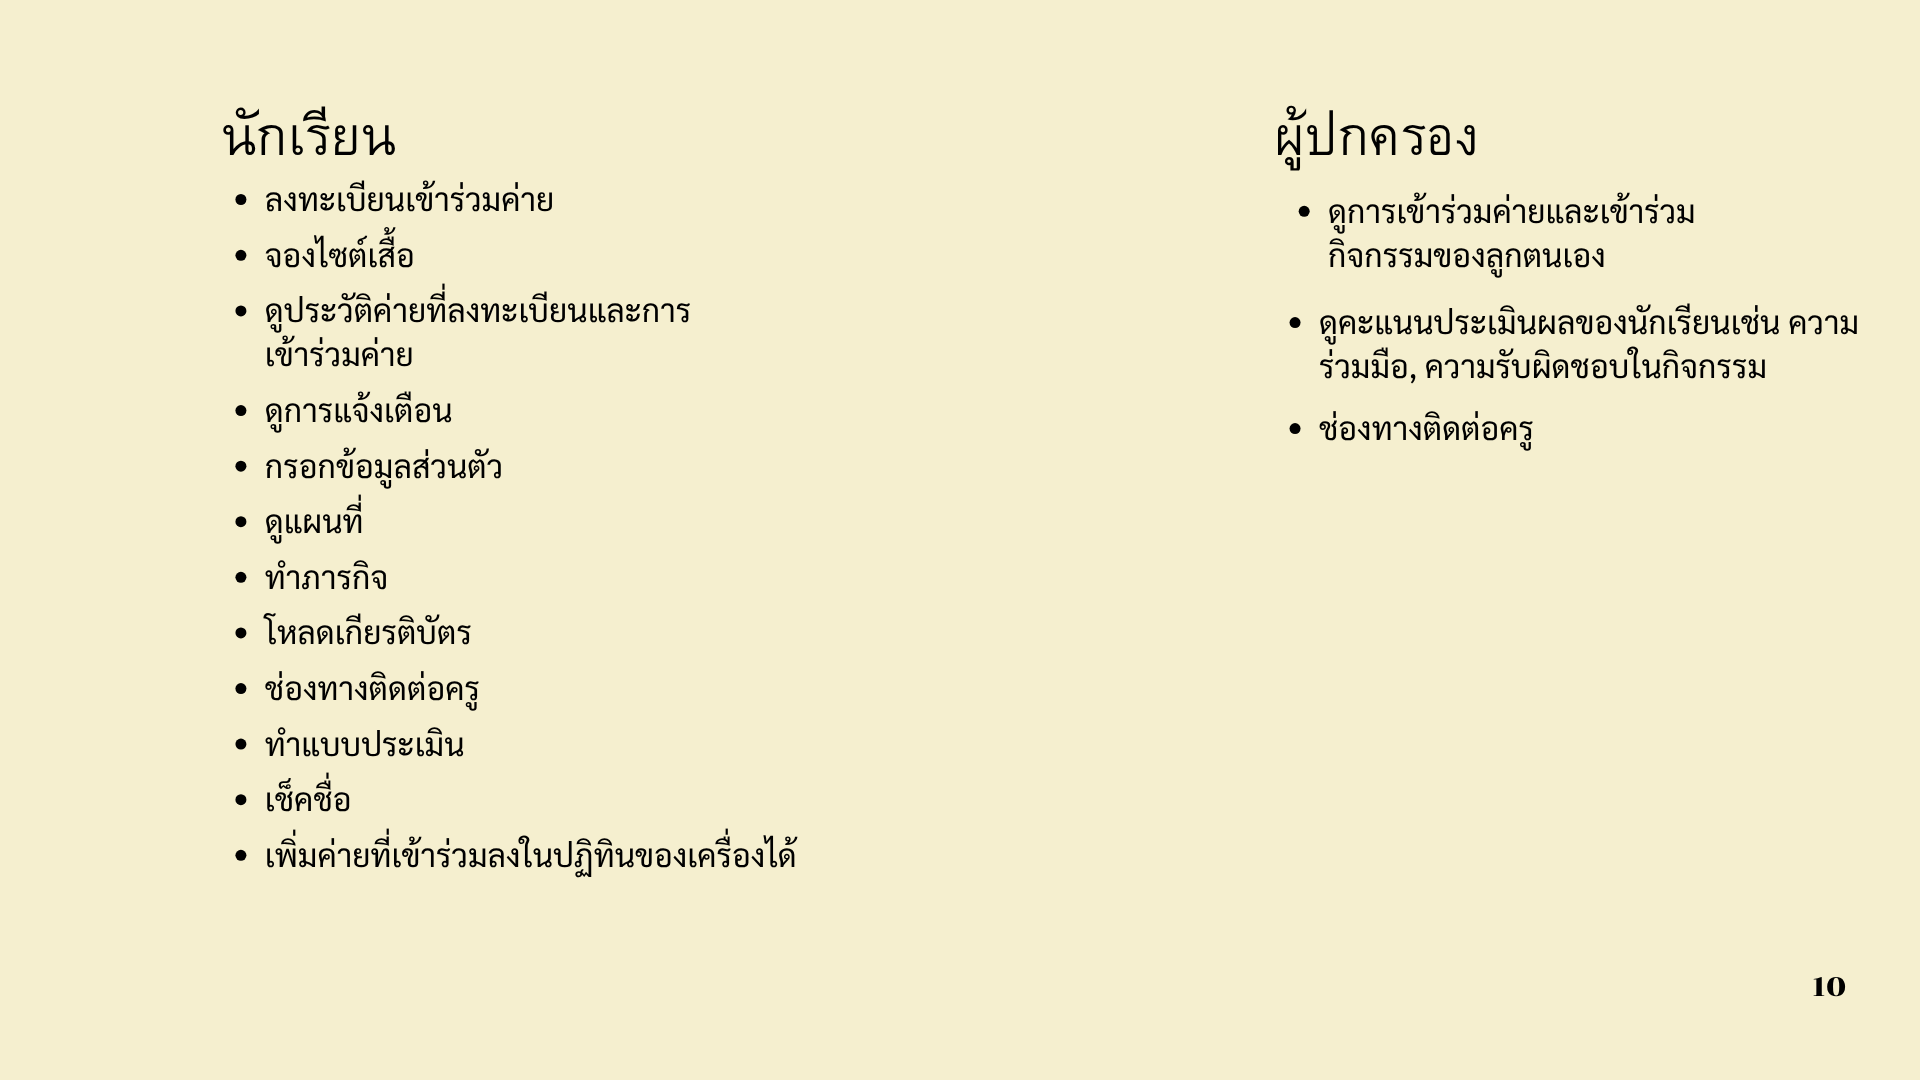 นักเรียน
• ลงทะเบียนเข้าร่วมค่าย
• จองไซต์เสื้อ
• ดูประวัติค่ายที่ลงทะเบียนและการ
เข้าร่วมค่าย
• ดูการแจ้งเตือน
• กรอกข้อมูลส่วนตัว
• ดูแผนที่
• ทำภารกิจ
• โหลดเกียรติบัตร
• ช่องทางติดต่อครู
• ทำแบบประเมิน
• เช็คชื่อ
• เพิ่มค่ายที่เข้าร่วมลงในปฏิทินของเครื่องได้
ผู้ปกครอง
• ดูการเข้าร่วมค่ายและเข้าร่วม
กิจกรรมของลูกตนเอง
• ดูคะแนนประเมินผลของนักเรียนเช่น ความ
ร่วมมือ, ความรับผิดชอบในกิจกรรม
• ช่องทางติดต่อครู
10